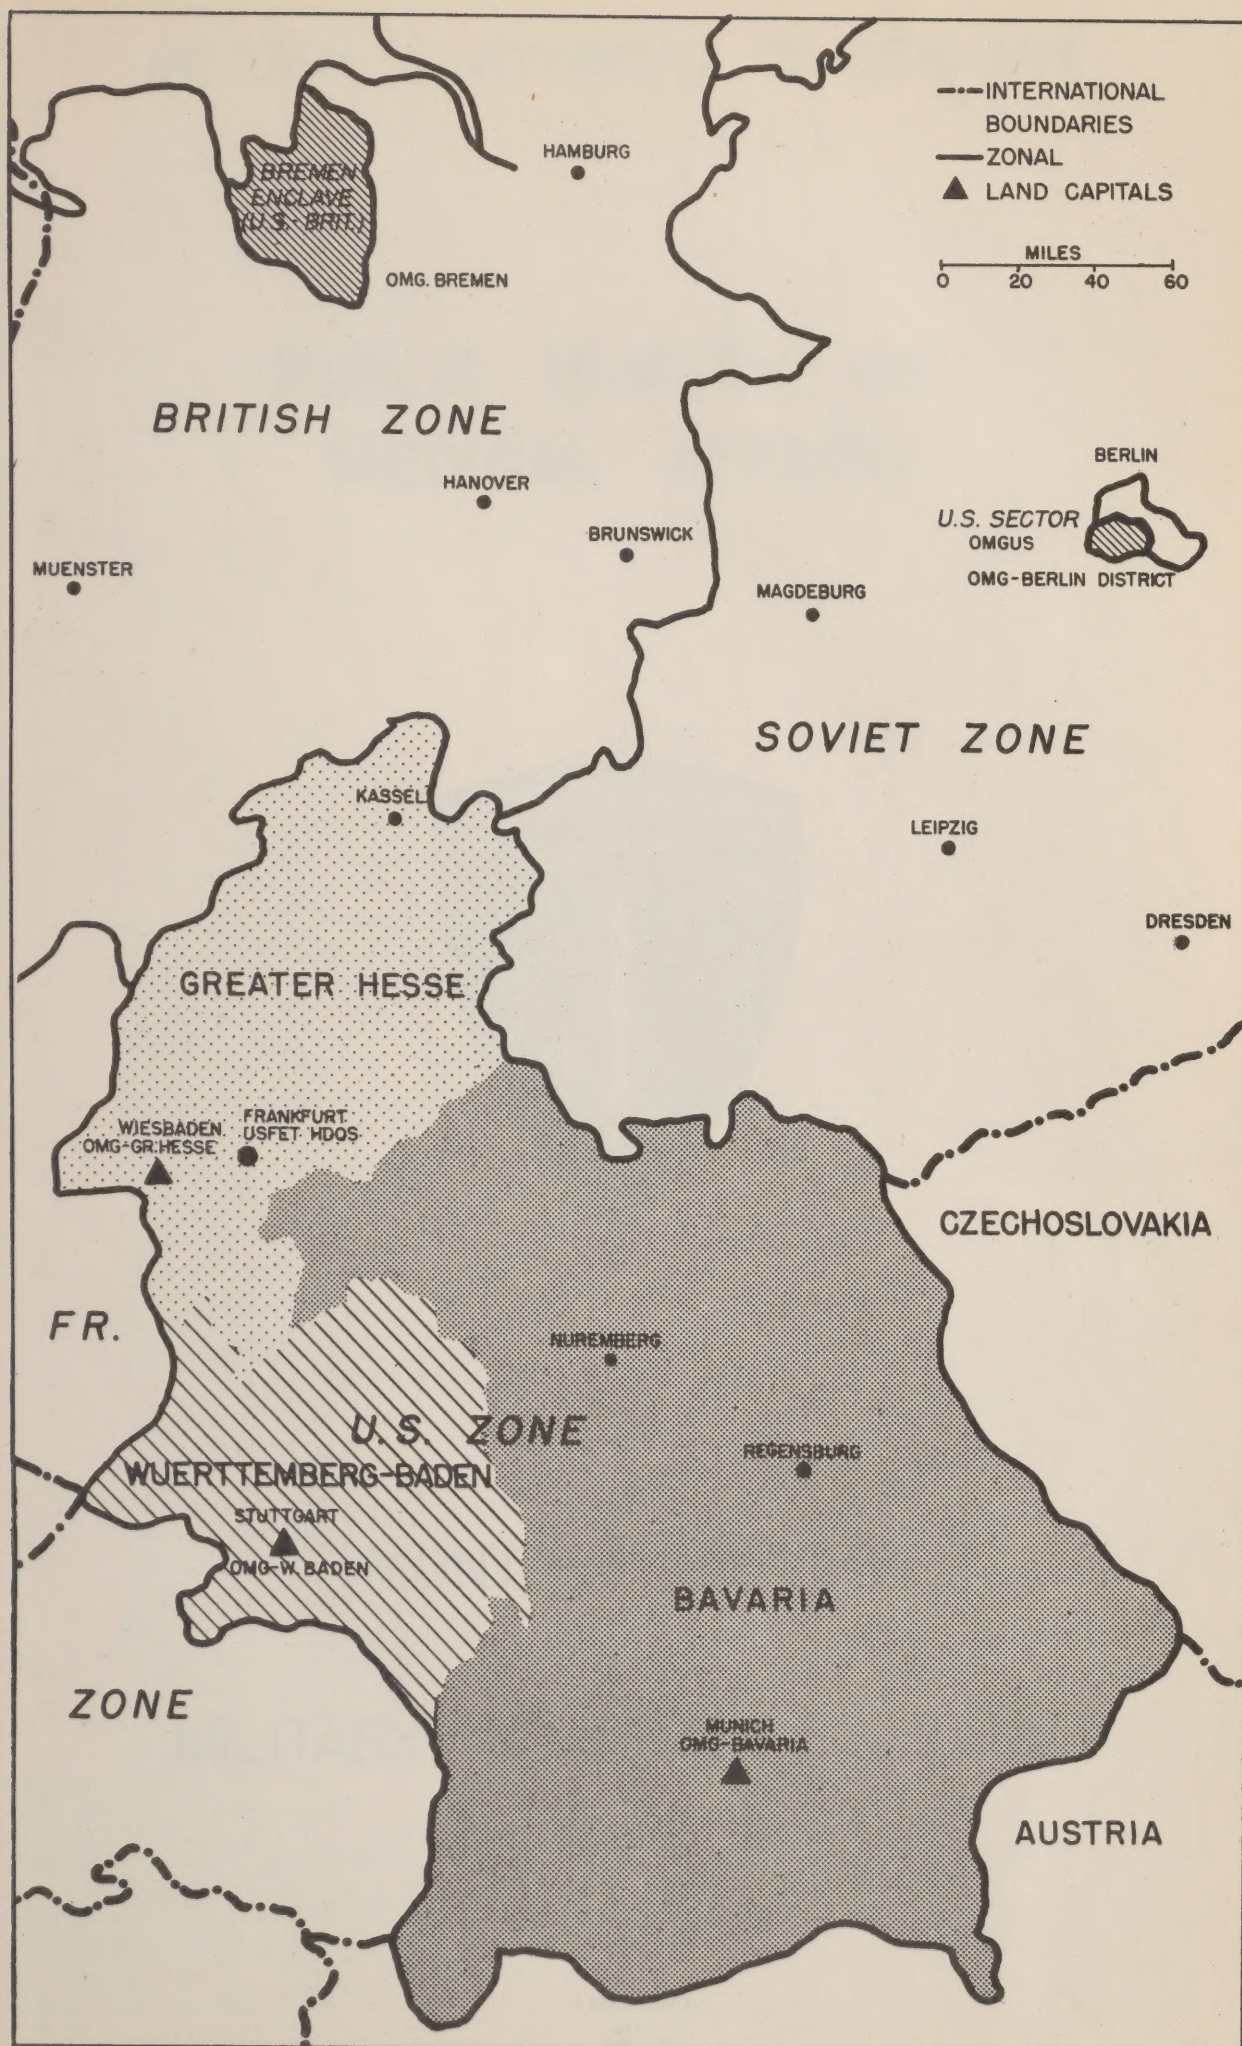 INTERNATIONAL
BOUNDARIES
ZONAL
LAND CAPITALS
MILES
0 20 40 60
HAMBURG
BREMEN
ENCLAVE
(U.S.-BRIT.)
OMG. BREMEN
BRITISH ZONE
HANOVER
BRUNSWICK
MUENSTER
BERLIN
U.S. SECTOR
OMGUS
OMG-BERLIN DISTRICT
MAGDEBURG
SOVIET ZONE
KASSEL
LEIPZIG
DRESDEN
GREATER HESSE
WIESBADEN
OMG-GR.HESSE
FRANKFURT
USFET HDQS
CZECHOSLOVAKIA
FR.
NUREMBERG
U.S. ZONE
REGENSBURG
WUERTTEMBERG-BADEN
STUTTGART
OMG-W. BADEN
BAVARIA
ZONE
MUNICH
OMG-BAVARIA
AUSTRIA